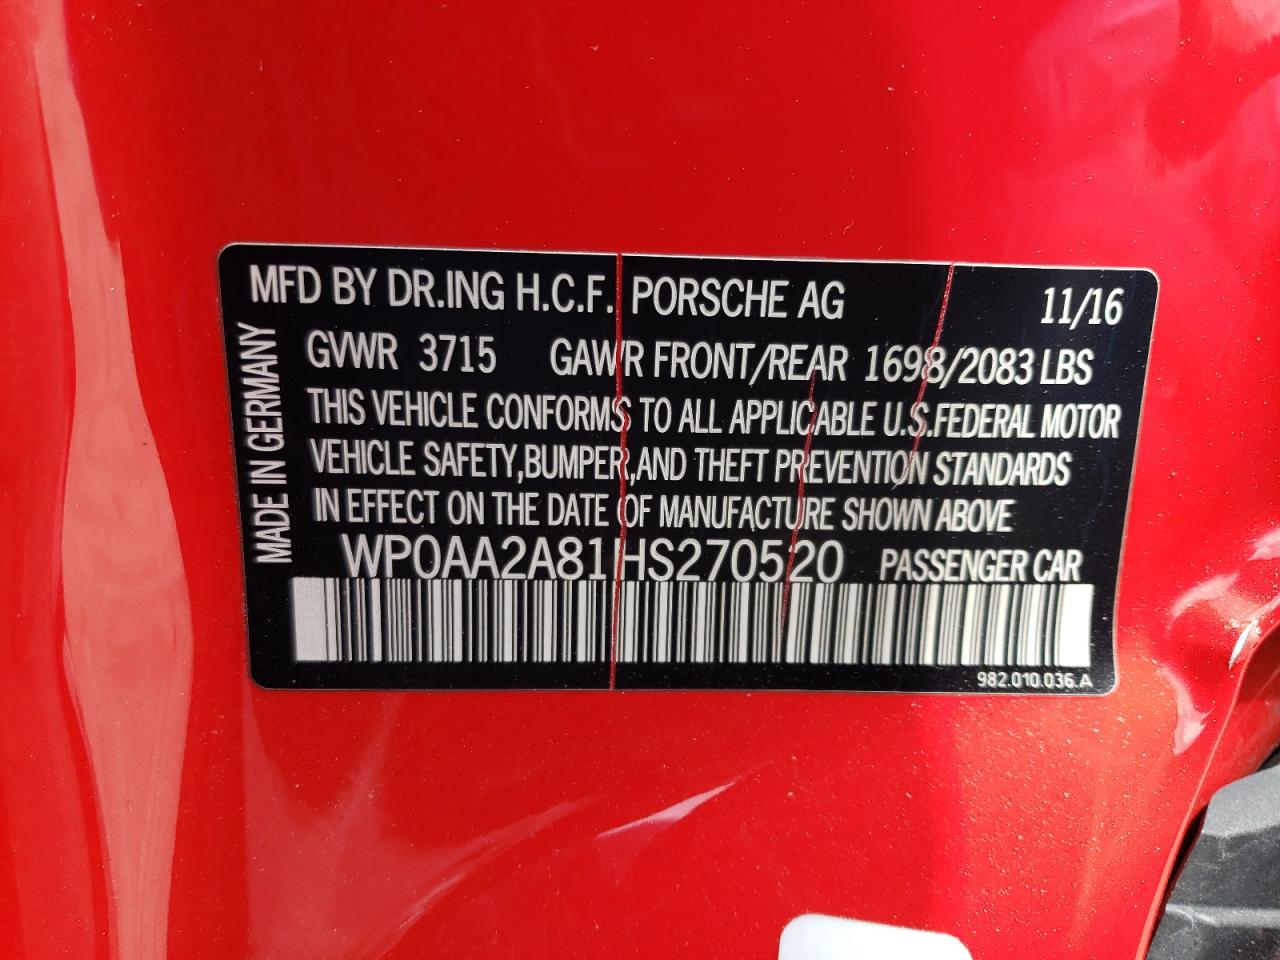 MFD BY DR.ING H.C.F. PORSCHE AG 11/16
GVWR 3715 GAWR FRONT/REAR 1698/2083 LBS
THIS VEHICLE CONFORMS TO ALL APPLICABLE U.S.FEDERAL MOTOR
VEHICLE SAFETY,BUMPER,AND THEFT PREVENTION STANDARDS
IN EFFECT ON THE DATE OF MANUFACTURE SHOWN ABOVE
WP0AA2A81HS270520 PASSENGER CAR
982.010.036.A
MADE IN GERMANY